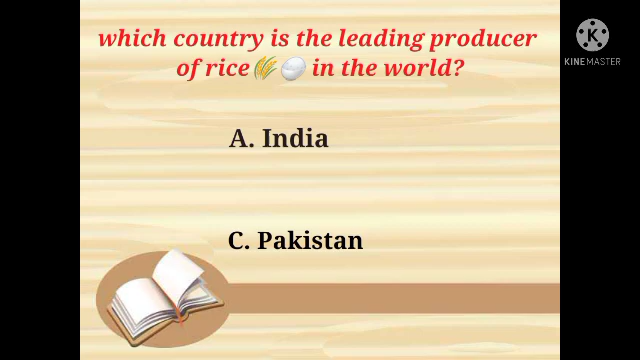 which country is the leading producer
of rice🌾🥚 in the world?
A. India
C. Pakistan
K
KINEMASTER